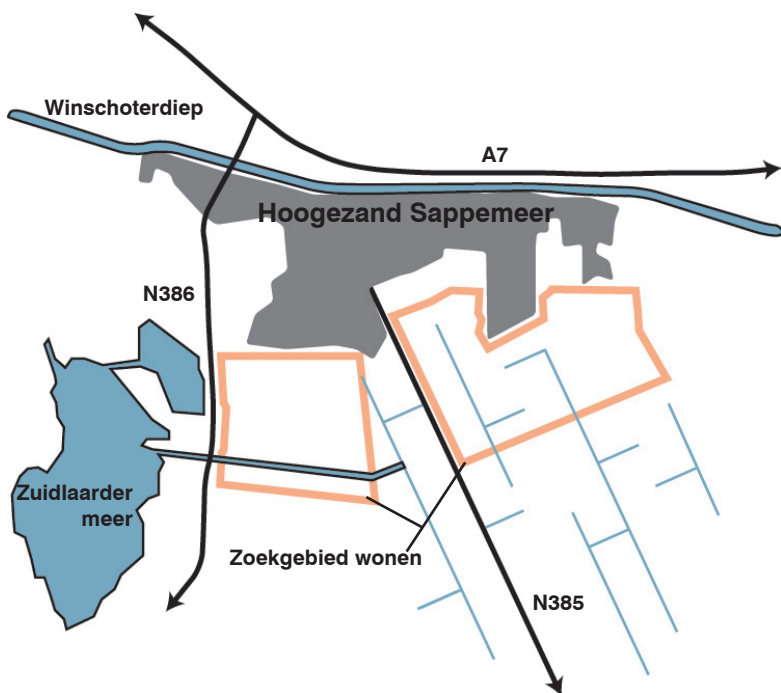 Winschoterdiep
A7
Hoogezand Sappemeer
N386
Zuidlaarder
meer
Zoekgebied wonen
N385